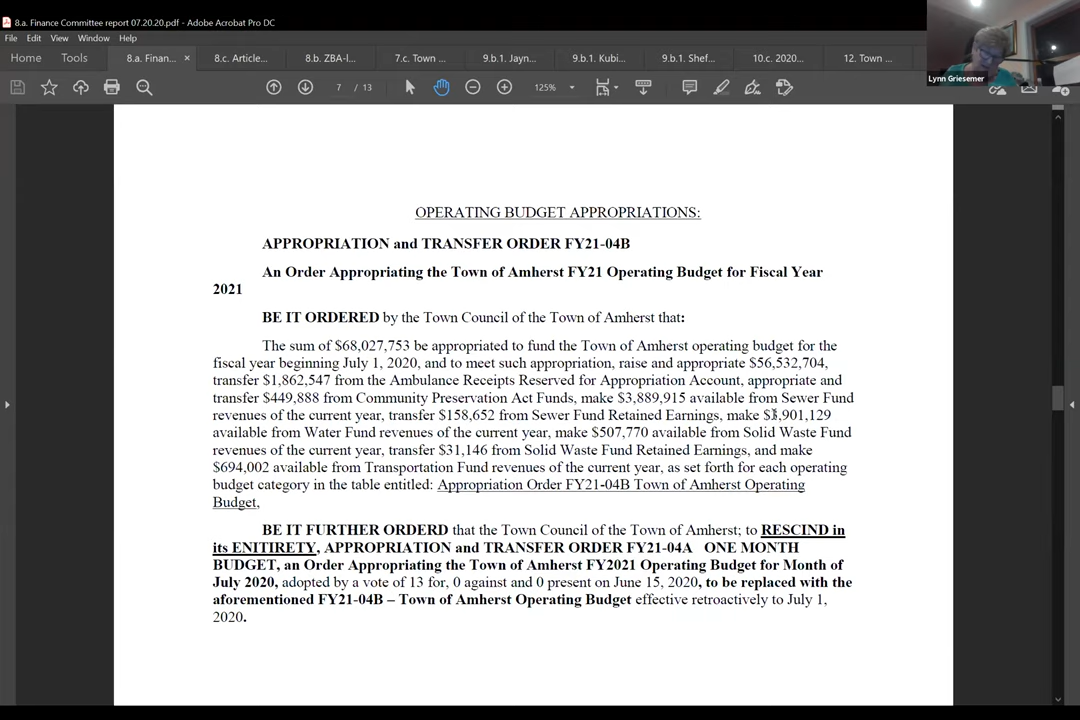 8.a. Finance Committee report 07.20.20.pdf - Adobe Acrobat Pro DC
File Edit View Window Help
Home Tools 8.a. Finan... × 8.c. Article... 8.b. ZBA-I... 7.c. Town ... 9.b.1. Jayn... 9.b.1. Kubi... 9.b.1. Shef... 10.c. 2020... 12. Town ...
Lynn Griesemer
7 / 13 125%
OPERATING BUDGET APPROPRIATIONS:
APPROPRIATION and TRANSFER ORDER FY21-04B
An Order Appropriating the Town of Amherst FY21 Operating Budget for Fiscal Year
2021
BE IT ORDERED by the Town Council of the Town of Amherst that:
The sum of $68,027,753 be appropriated to fund the Town of Amherst operating budget for the
fiscal year beginning July 1, 2020, and to meet such appropriation, raise and appropriate $56,532,704,
transfer $1,862,547 from the Ambulance Receipts Reserved for Appropriation Account, appropriate and
transfer $449,888 from Community Preservation Act Funds, make $3,889,915 available from Sewer Fund
revenues of the current year, transfer $158,652 from Sewer Fund Retained Earnings, make
available from Water Fund revenues of the current year, make $507,770 available from Solid Waste Fund
revenues of the current year, transfer $31,146 from Solid Waste Fund Retained Earnings, and make
$694,002 available from Transportation Fund revenues of the current year, as set forth for each operating
budget category in the table entitled: Appropriation Order FY21-04B Town of Amherst Operating
Budget,
BE IT FURTHER ORDERD that the Town Council of the Town of Amherst; to RESCIND in
its ENITIRETY, APPROPRIATION and TRANSFER ORDER FY21-04A ONE MONTH
BUDGET, an Order Appropriating the Town of Amherst FY2021 Operating Budget for Month of
July 2020, adopted by a vote of 13 for, 0 against and 0 present on June 15, 2020, to be replaced with the
aforementioned FY21-04B – Town of Amherst Operating Budget effective retroactively to July 1,
2020.